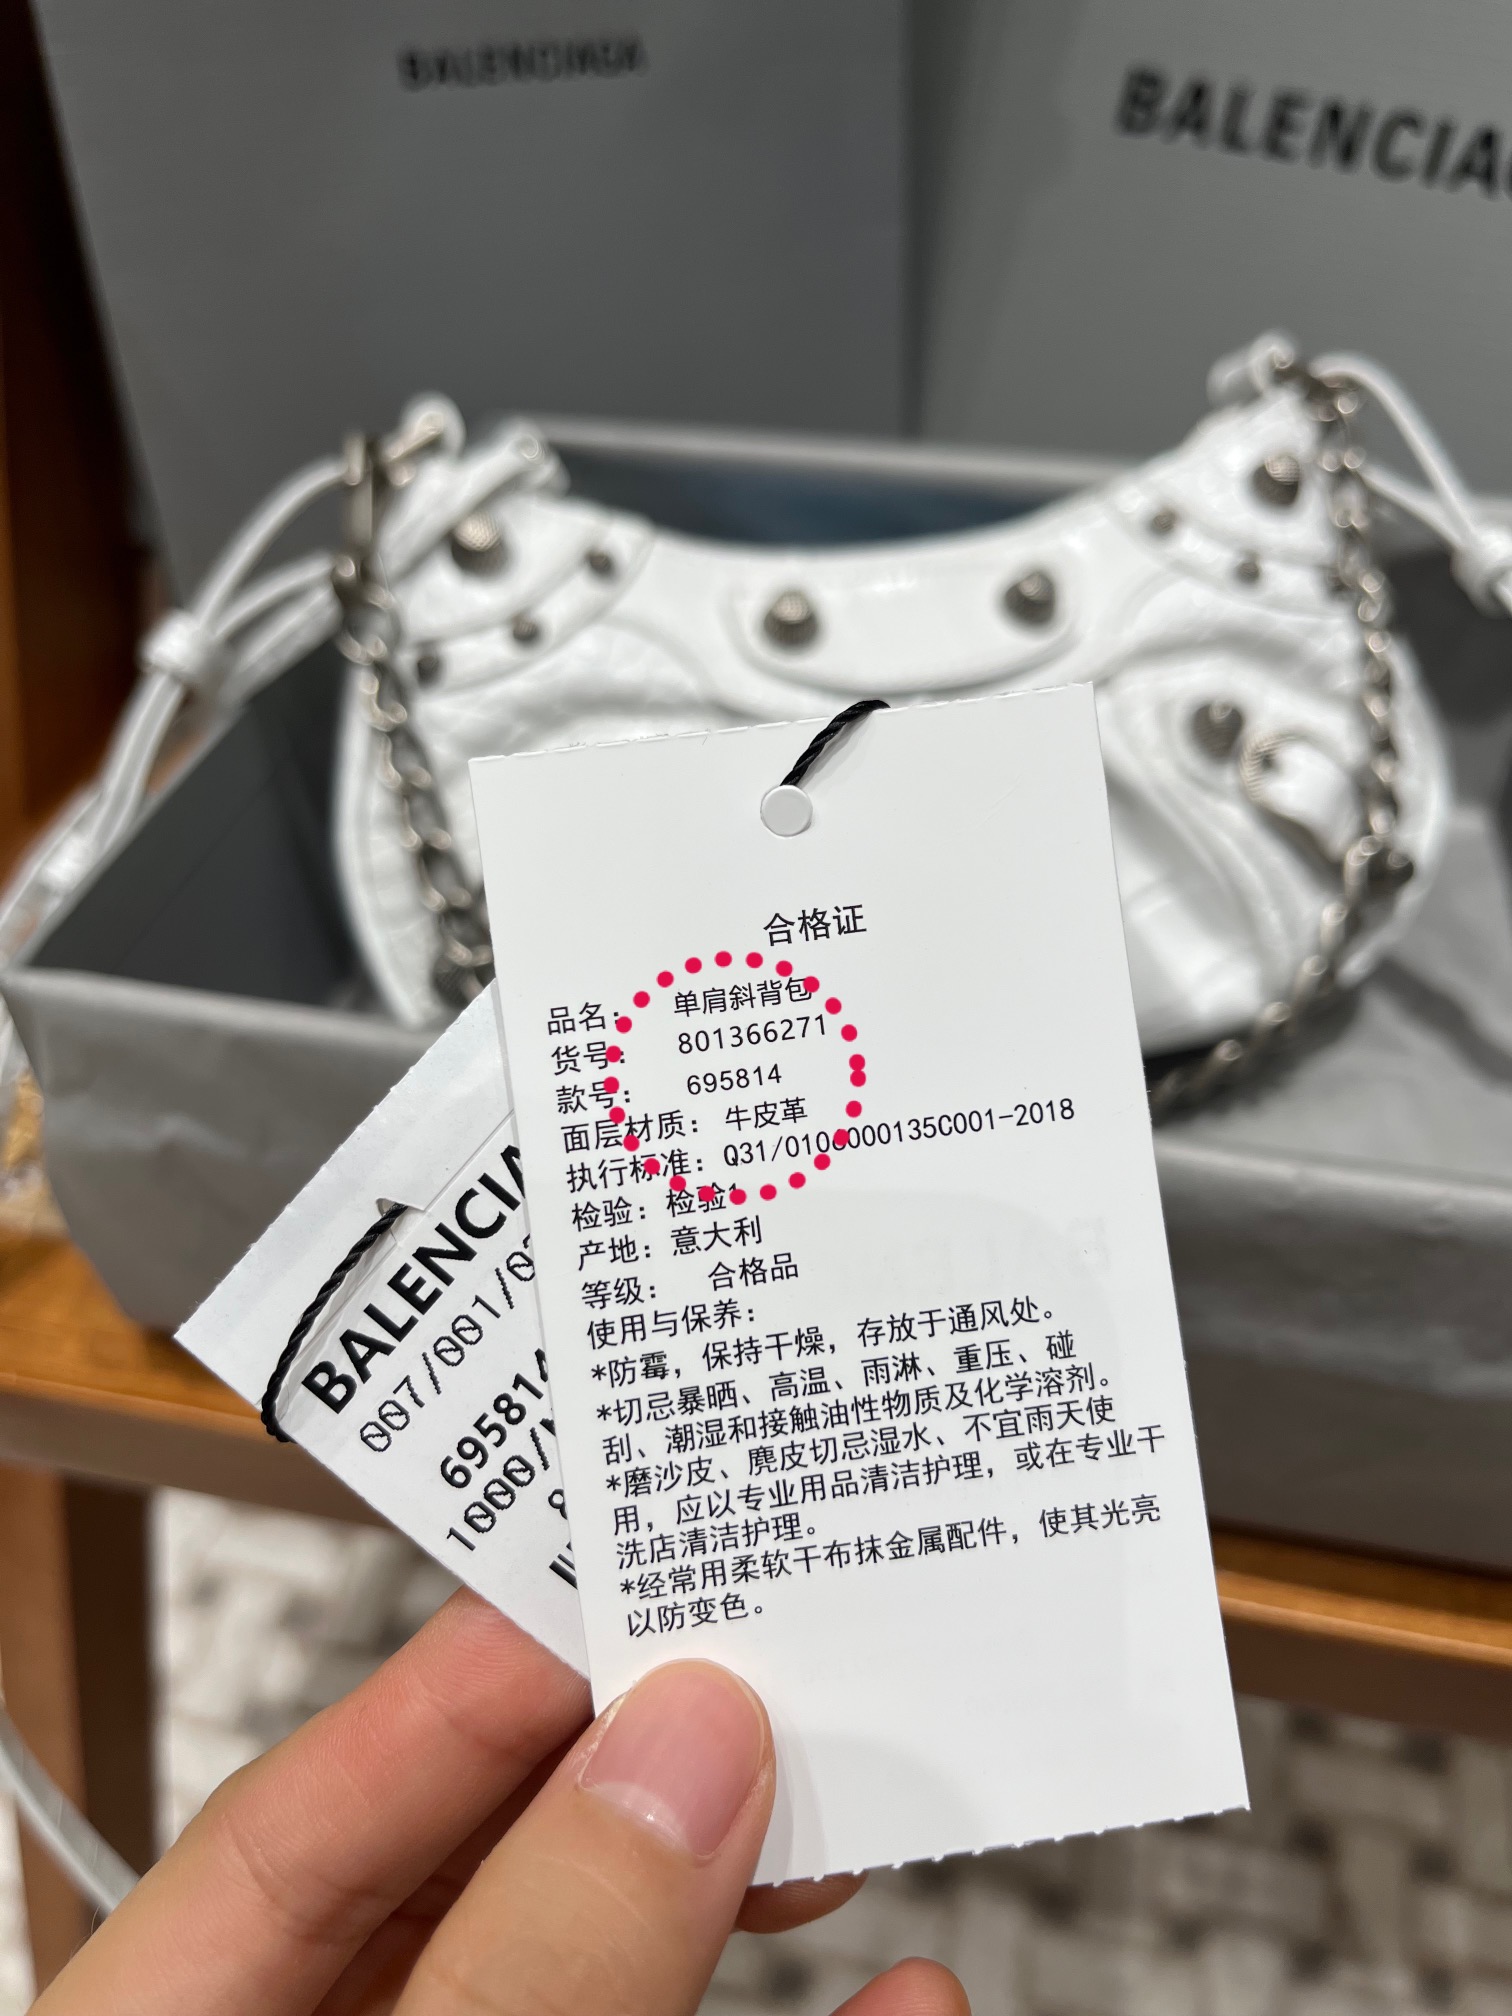 BALENCIAGA
BALENCIAG
合格证
品名： 单肩斜背包
货号： 801366271
款号： 695814
面层材质： 牛皮革
执行标准： Q31/0106000135C001-2018
检验： 检验1
产地： 意大利
等级： 合格品
使用与保养：
*防霉，保持干燥，存放于通风处。
*切忌暴晒、高温、雨淋、重压、碰
刮、潮湿和接触油性物质及化学溶剂。
*磨沙皮、麂皮切忌湿水、不宜雨天使
用，应以专业用品清洁护理，或在专业干
洗店清洁护理。
*经常用柔软干布抹金属配件，使其光亮
以防变色。
BALENCIA
007/001/0
695814
1000/
8